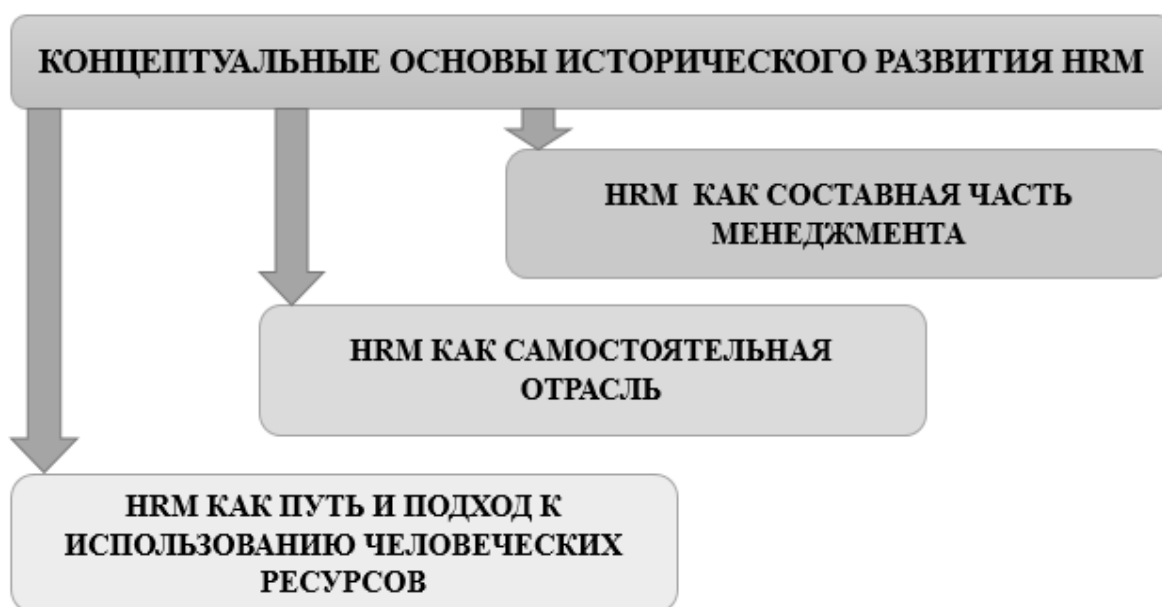 КОНЦЕПТУАЛЬНЫЕ ОСНОВЫ ИСТОРИЧЕСКОГО РАЗВИТИЯ HRM
HRM КАК СОСТАВНАЯ ЧАСТЬ
МЕНЕДЖМЕНТА
HRM КАК САМОСТОЯТЕЛЬНАЯ
ОТРАСЛЬ
HRM КАК ПУТЬ И ПОДХОД К
ИСПОЛЬЗОВАНИЮ ЧЕЛОВЕЧЕСКИХ
РЕСУРСОВ